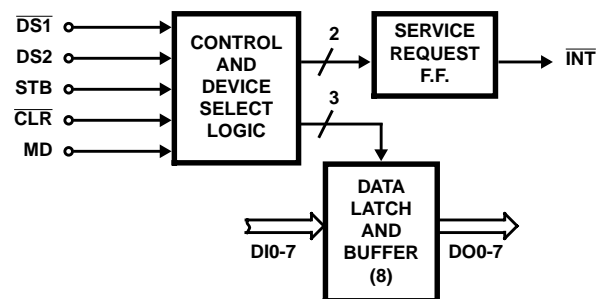 DS1
DS2
STB
CLR
MD
CONTROL
AND
DEVICE
SELECT
LOGIC
2
3
SERVICE
REQUEST
F.F.
INT
DATA
LATCH
AND
BUFFER
(8)
DI0-7
DO0-7